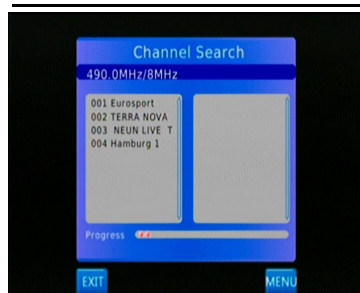 Channel Search
490.0MHz/8MHz
001 Eurosport
002 TERRA NOVA
003 NEUN LIVE T
004 Hamburg 1
Progress
EXIT
MENU